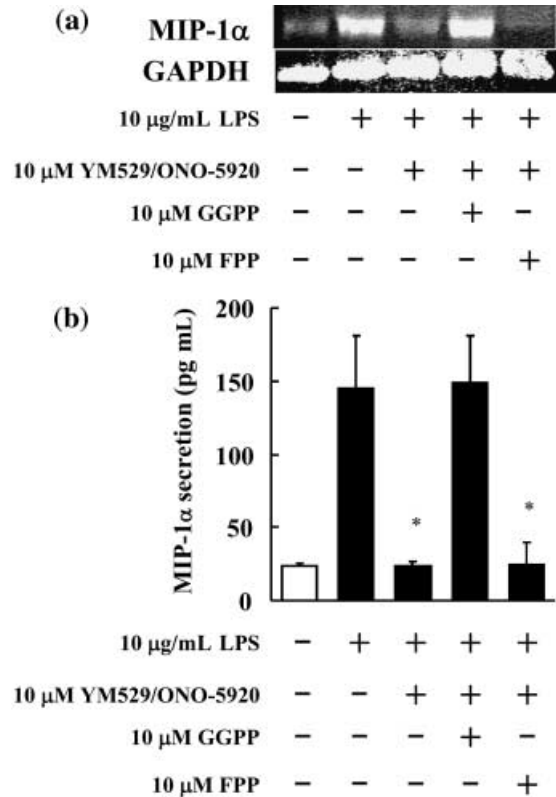 (a)
MIP-1α
GAPDH
10 μg/mL LPS − + + + +
10 μM YM529/ONO-5920 − − + + +
10 μM GGPP − − − + −
10 μM FPP − − − − +
(b)
MIP-1α secretion (pg mL)
200
150
100
50
0
*
*
10 μg/mL LPS − + + + +
10 μM YM529/ONO-5920 − − + + +
10 μM GGPP − − − + −
10 μM FPP − − − − +